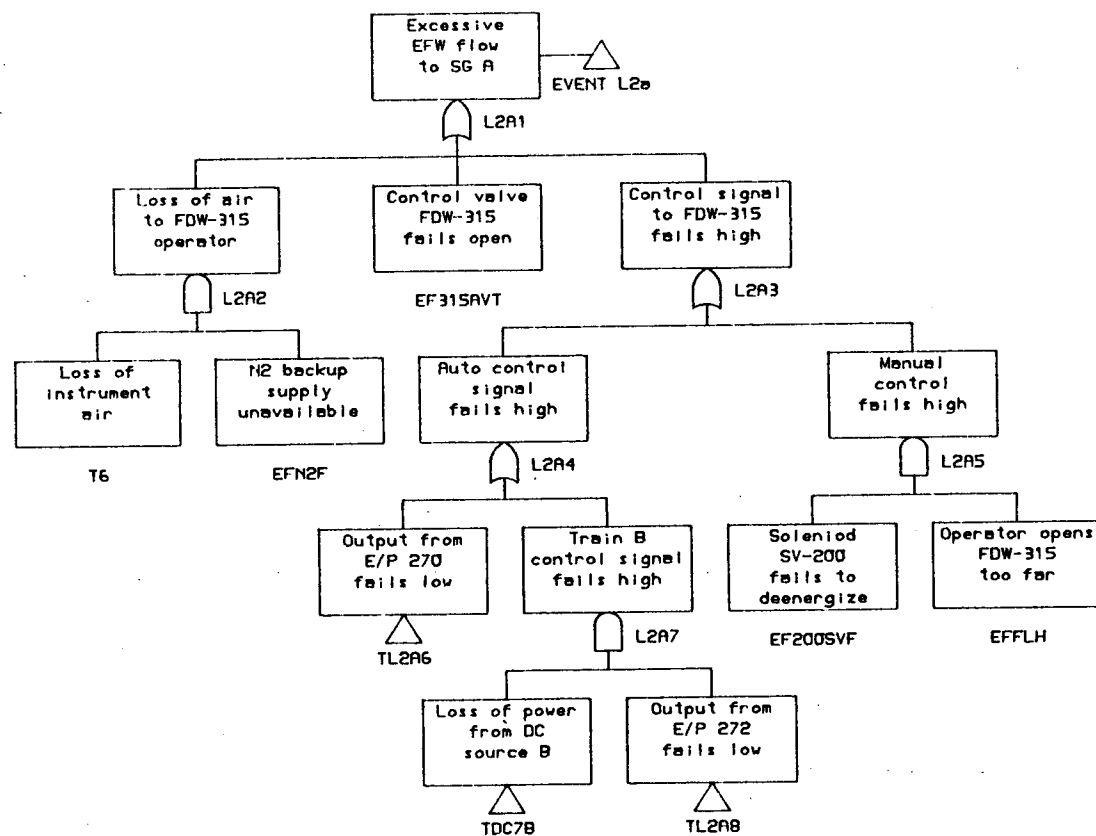 Excessive
EFW flow
to SG A
EVENT L2a
L2A1
Loss of air
to FDW-315
operator
Control valve
FDW-315
fails open
Control signal
to FDW-315
fails high
L2A2
EF315AVT
L2A3
Loss of
instrument
air
N2 backup
supply
unavailable
Auto control
signal
fails high
Manual
control
fails high
T6
EFN2F
L2A4
L2A5
Output from
E/P 270
fails low
Train B
control signal
fails high
Soleniod
SV-200
fails to
deenergize
Operator opens
FDW-315
too far
TL2A6
L2A7
EF200SVF
EFFLH
Loss of power
from DC
source B
Output from
E/P 272
fails low
TDC7B
TL2A8